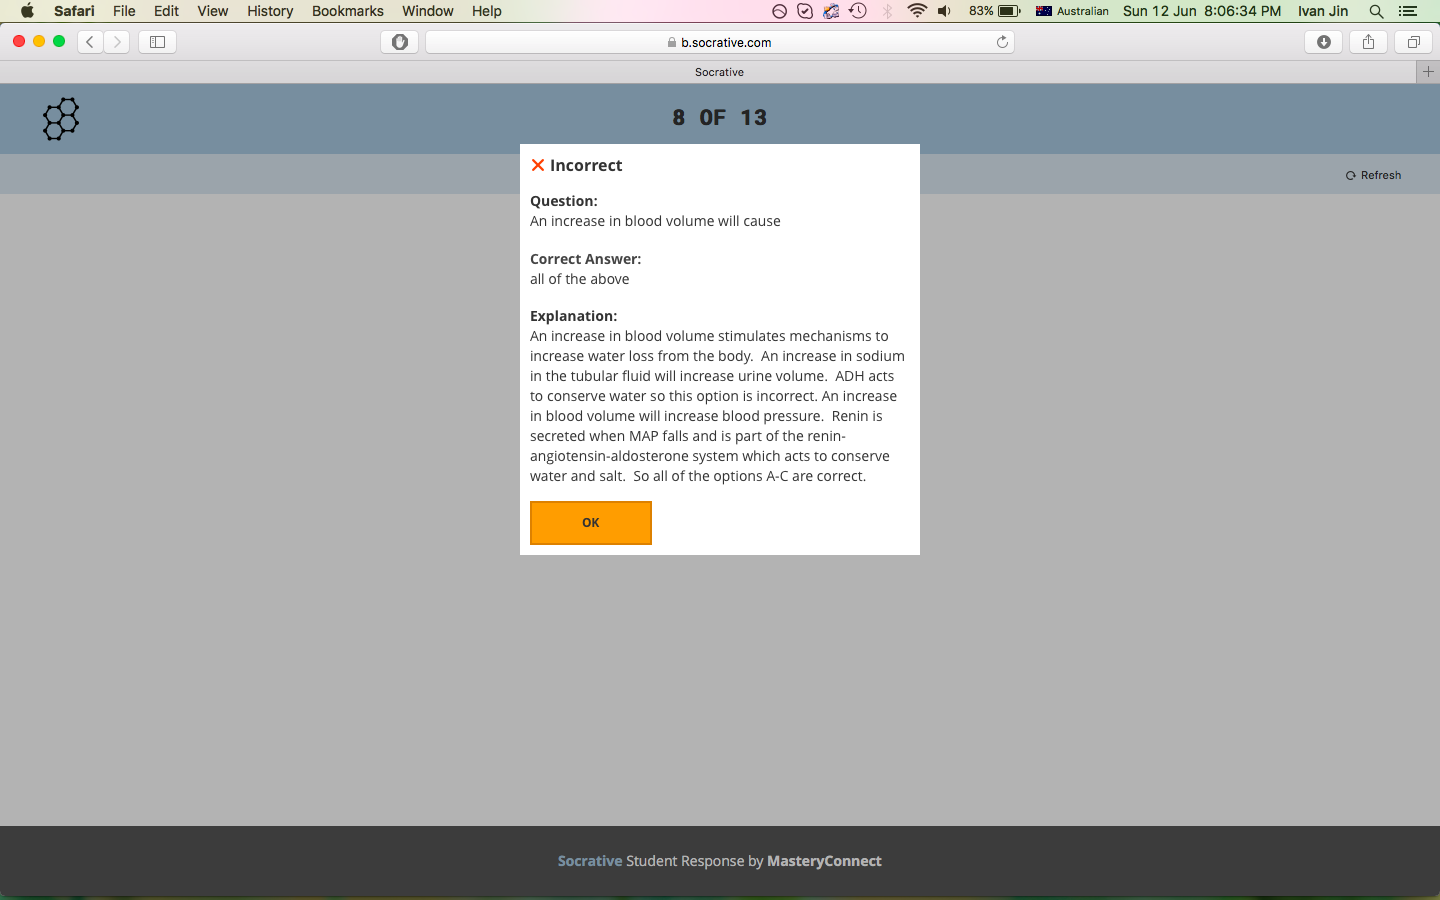 Safari File Edit View History Bookmarks Window Help 83% Australian Sun 12 Jun 8:06:34 PM Ivan Jin
b.socrative.com
Socrative
8 OF 13
Refresh
Incorrect
Question:
An increase in blood volume will cause
Correct Answer:
all of the above
Explanation:
An increase in blood volume stimulates mechanisms to
increase water loss from the body.  An increase in sodium
in the tubular fluid will increase urine volume.  ADH acts
to conserve water so this option is incorrect. An increase
in blood volume will increase blood pressure.  Renin is
secreted when MAP falls and is part of the renin-
angiotensin-aldosterone system which acts to conserve
water and salt.  So all of the options A-C are correct.
OK
Socrative Student Response by MasteryConnect